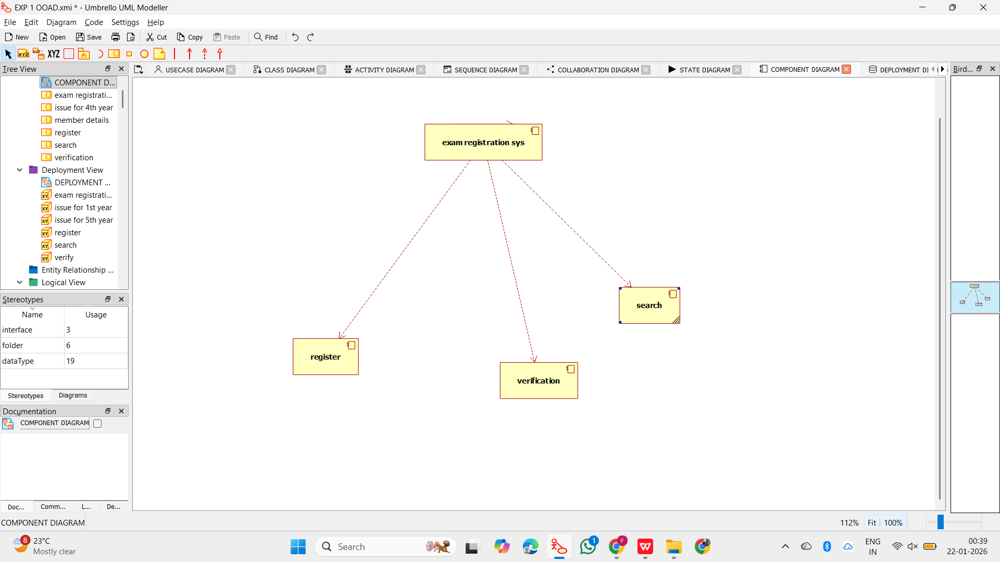 EXP 1 OOAD.xmi * - Umbrello UML Modeller
File Edit Diagram Code Settings Help
New Open Save Cut Copy Paste Find
XYZ XYZ XYZ
Tree View
USECASE DIAGRAM CLASS DIAGRAM ACTIVITY DIAGRAM SEQUENCE DIAGRAM COLLABORATION DIAGRAM STATE DIAGRAM COMPONENT DIAGRAM DEPLOYMENT DI
Bird...
COMPONENT D...
exam registrati...
issue for 4th year
member details
register
search
verification
Deployment View
DEPLOYMENT ...
exam registrati...
issue for 1st year
issue for 5th year
register
search
verify
Entity Relationship ...
Logical View
exam registration sys
search
register
verification
Stereotypes
Name Usage
interface 3
folder 6
dataType 19
Stereotypes Diagrams
Documentation
COMPONENT DIAGRAM
Doc... Comm... L... De...
COMPONENT DIAGRAM
112% Fit 100%
8 23°C
Mostly clear
Search
1
F
W
ENG
IN
00:39
22-01-2026